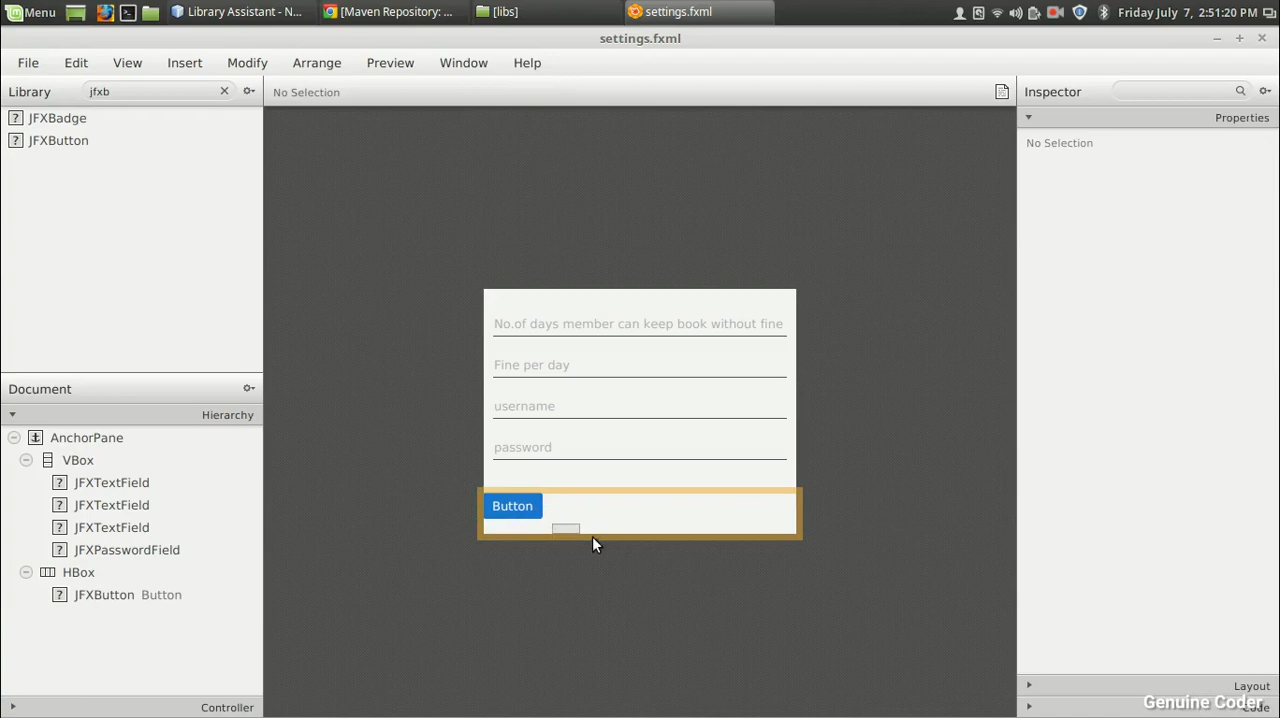 Menu
Library Assistant - N...
[Maven Repository: ...
[libs]
settings.fxml
Friday July 7, 2:51:20 PM
settings.fxml
File Edit View Insert Modify Arrange Preview Window Help
Library
jfxb
No Selection
Inspector
JFXBadge
JFXButton
Properties
No Selection
No.of days member can keep book without fine
Fine per day
username
password
Button
Document
Hierarchy
AnchorPane
VBox
JFXTextField
JFXTextField
JFXTextField
JFXPasswordField
HBox
JFXButton Button
Controller
Layout
Code
Genuine Coder